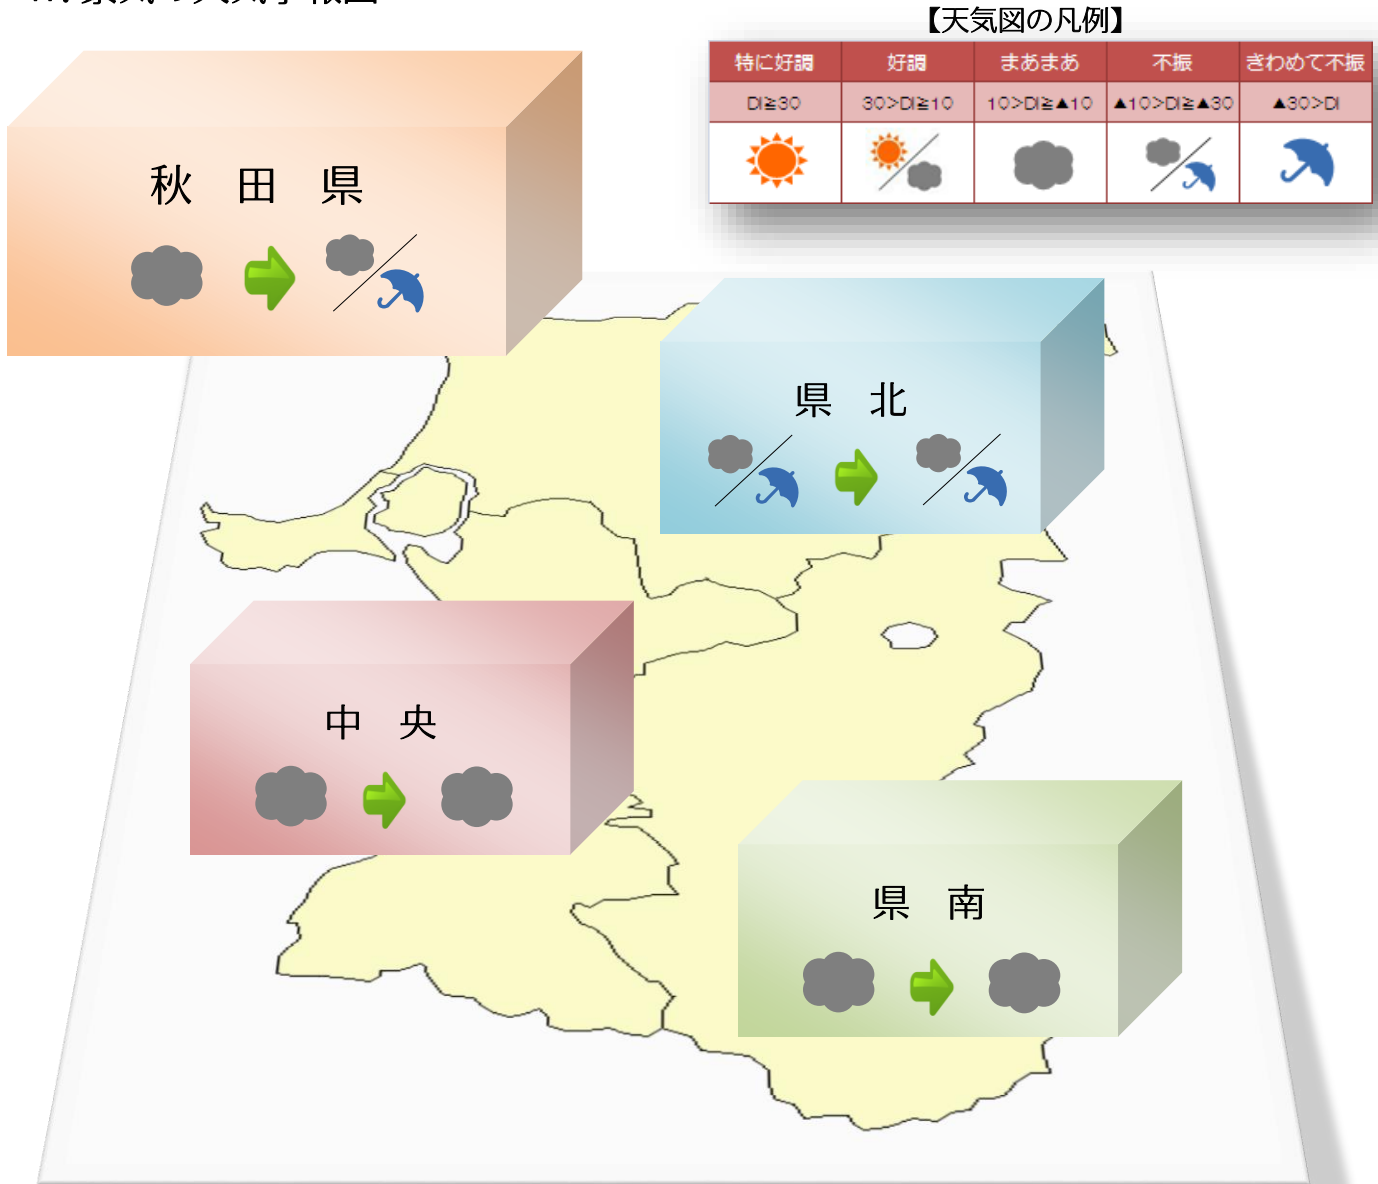 【天気図の凡例】
特に好調 好調 まあまあ 不振 きわめて不振
DI≧30 30>DI≧10 10>DI≧▲10 ▲10>DI≧▲30 ▲30>DI
秋 田 県
県 北
中 央
県 南